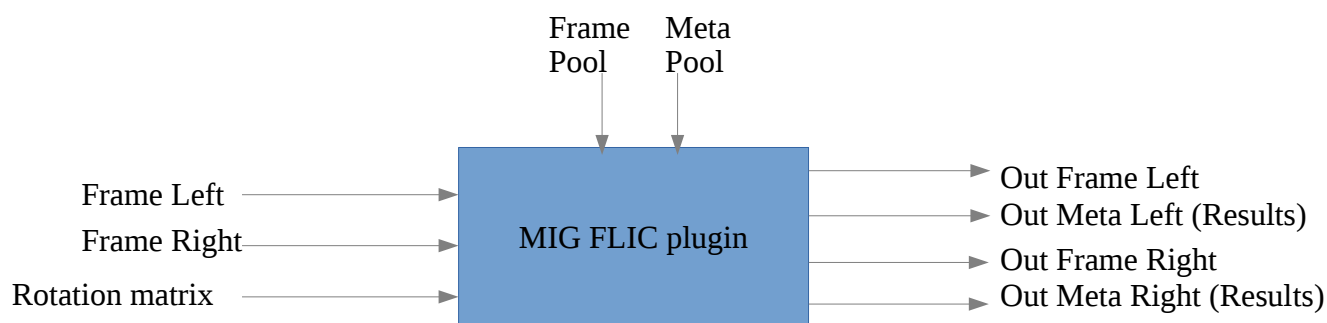 Frame
Pool
Meta
Pool
Frame Left
Frame Right
Rotation matrix
MIG FLIC plugin
Out Frame Left
Out Meta Left (Results)
Out Frame Right
Out Meta Right (Results)